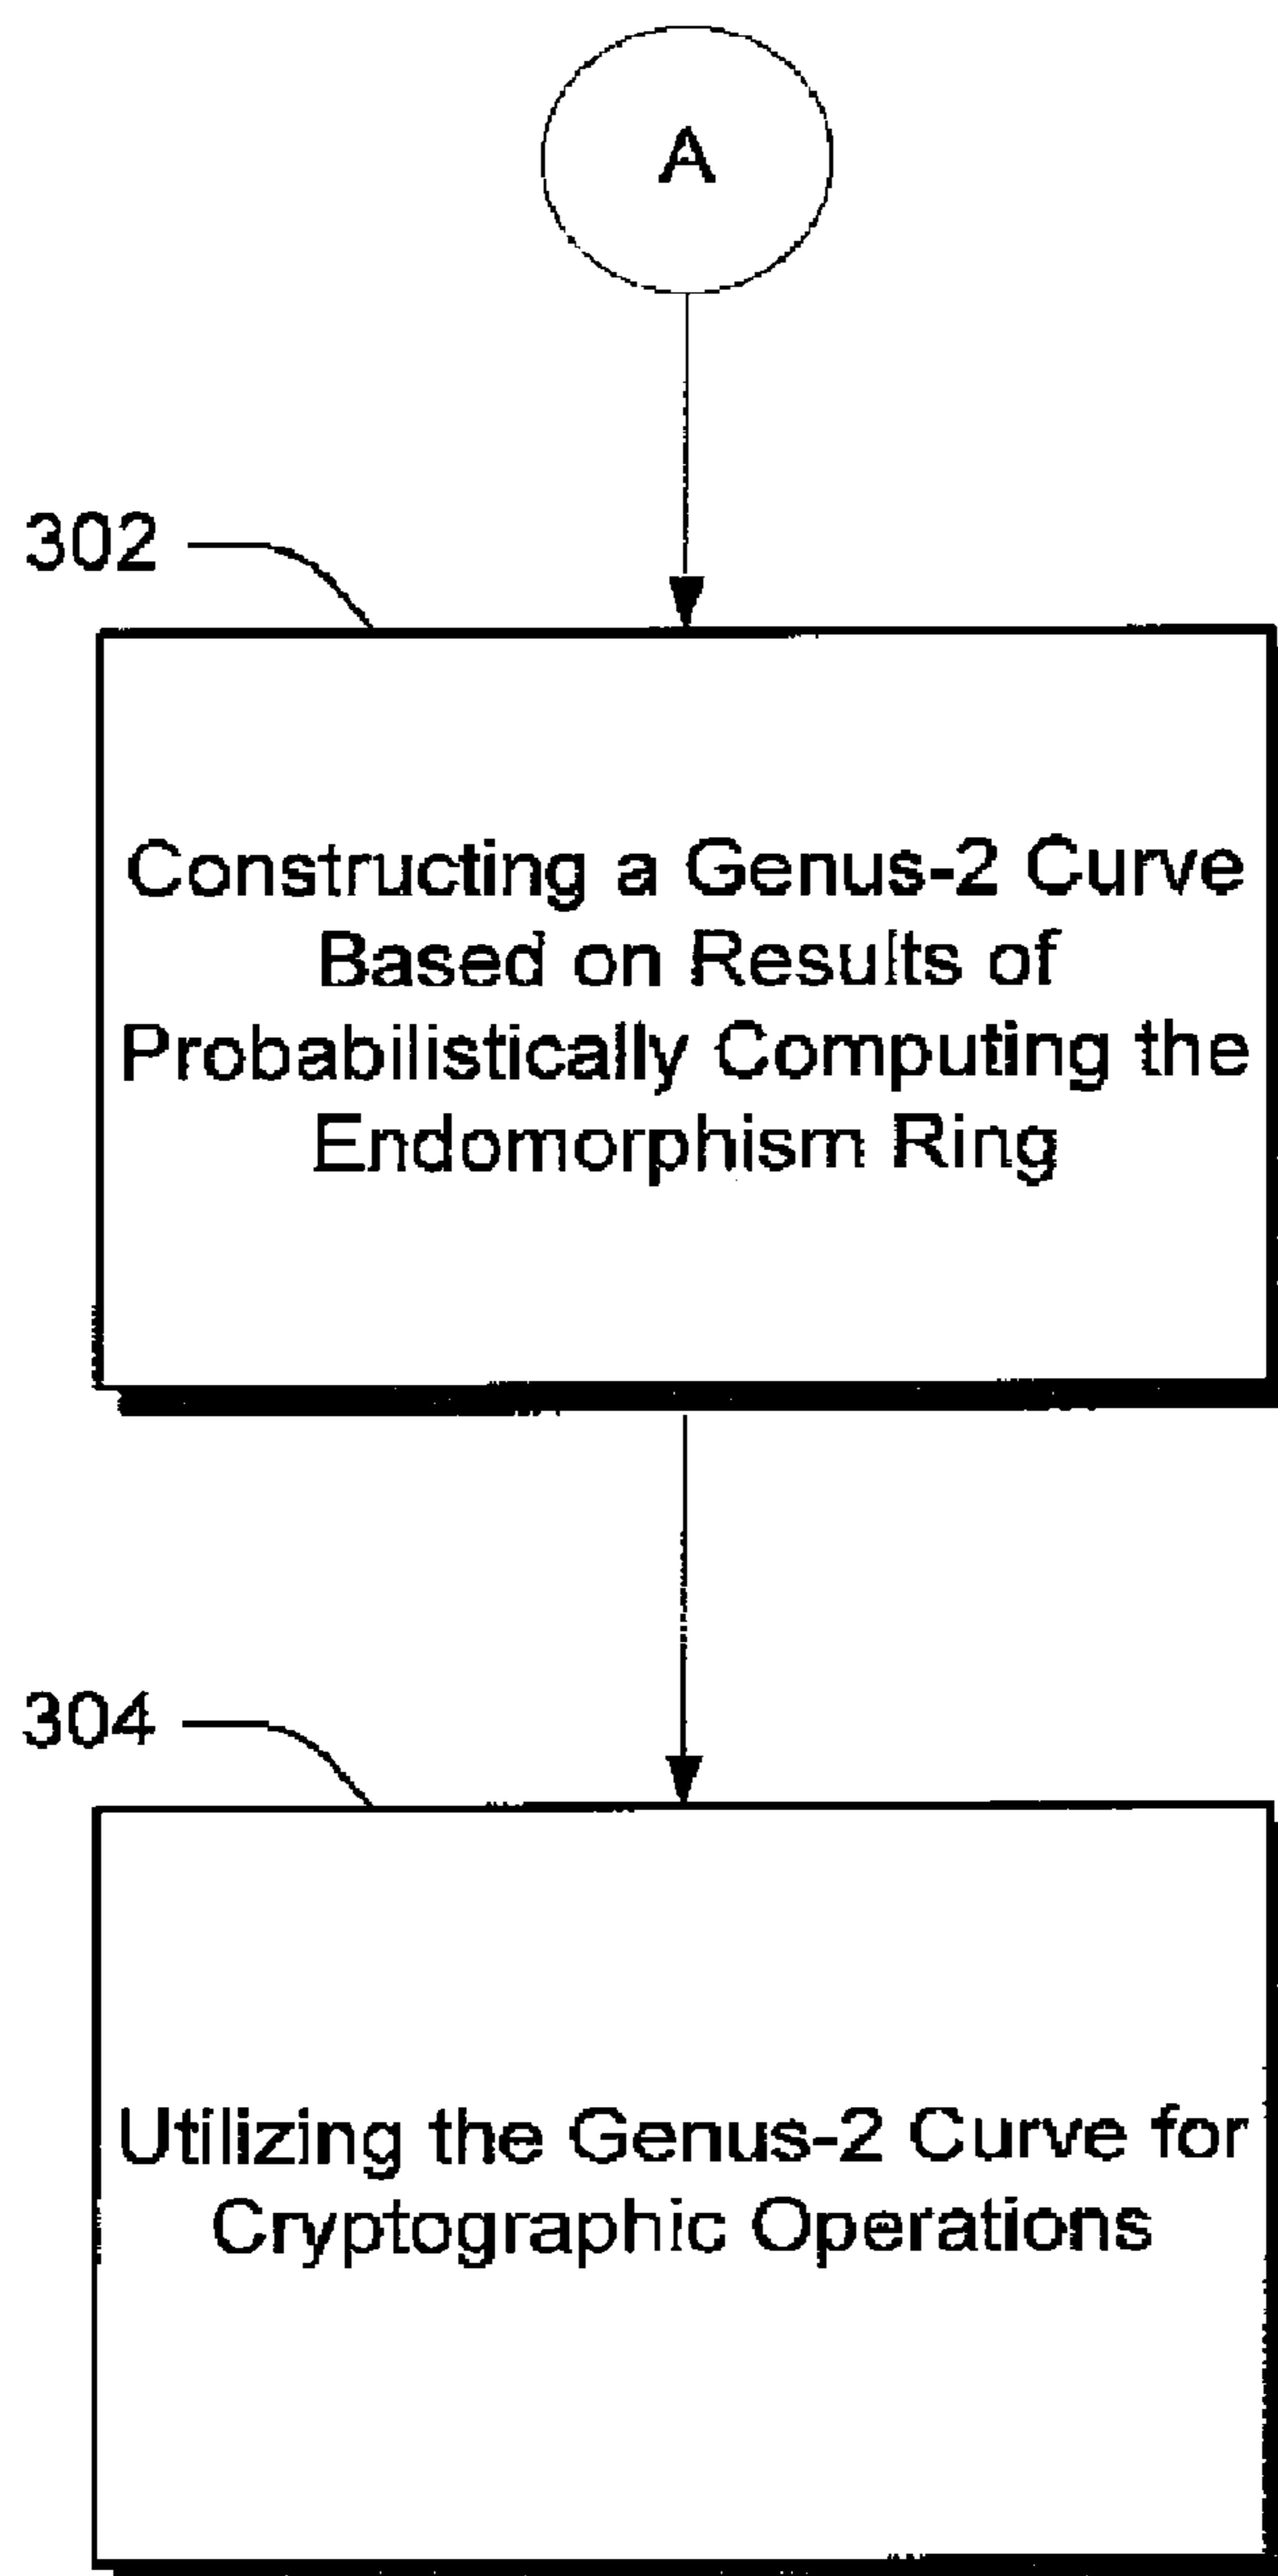 A
302
Constructing a Genus-2 Curve
Based on Results of
Probabilistically Computing the
Endomorphism Ring
304
Utilizing the Genus-2 Curve for
Cryptographic Operations